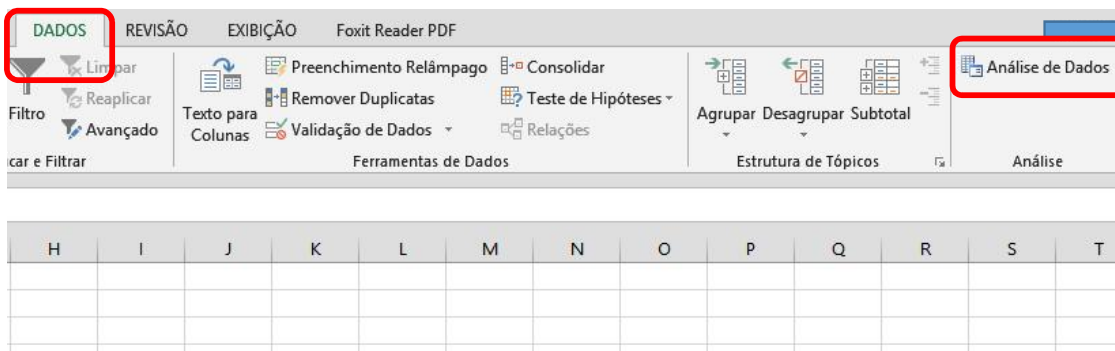 DADOS REVISÃO EXIBIÇÃO Foxit Reader PDF
Filtro
Limpar
Reaplicar
Avançado
car e Filtrar
Texto para
Colunas
Preenchimento Relâmpago
Remover Duplicatas
Validação de Dados
Consolidar
Teste de Hipóteses
Relações
Ferramentas de Dados
Agrupar Desagrupar Subtotal
Estrutura de Tópicos
Análise de Dados
Análise
H I J K L M N O P Q R S T